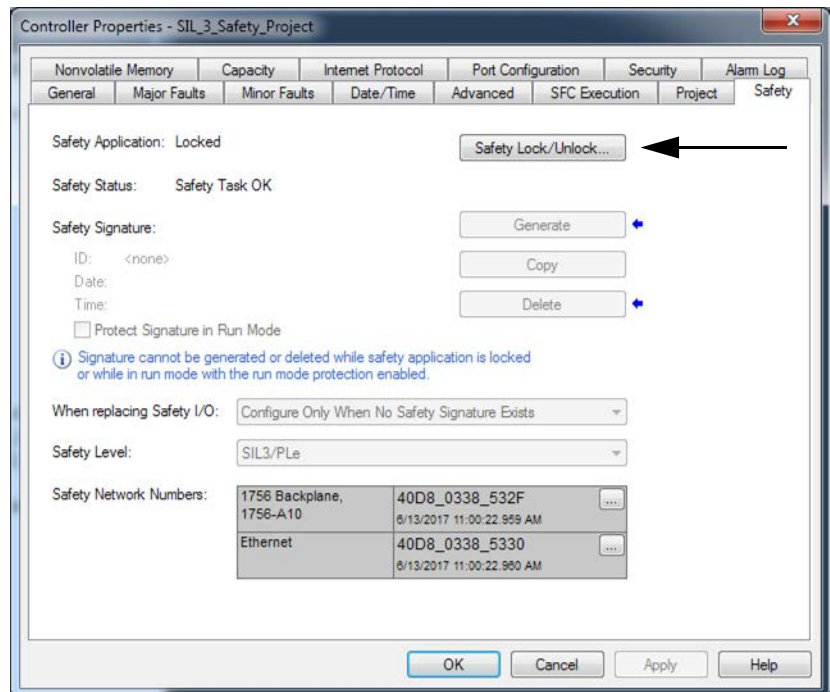 Controller Properties - SIL_3_Safety_Project
Nonvolatile Memory Capacity Internet Protocol Port Configuration Security Alarm Log
General Major Faults Minor Faults Date/Time Advanced SFC Execution Project Safety
Safety Application: Locked Safety Lock/Unlock...
Safety Status: Safety Task OK
Safety Signature: Generate
ID: <none> Copy
Date:
Time: Delete
Protect Signature in Run Mode
Signature cannot be generated or deleted while safety application is locked
or while in run mode with the run mode protection enabled.
When replacing Safety I/O: Configure Only When No Safety Signature Exists
Safety Level: SIL3/PLe
Safety Network Numbers: 1756 Backplane, 40D8_0338_532F ...
1756-A10 6/13/2017 11:00:22.959 AM
Ethernet 40D8_0338_5330 ...
6/13/2017 11:00:22.960 AM
OK Cancel Apply Help